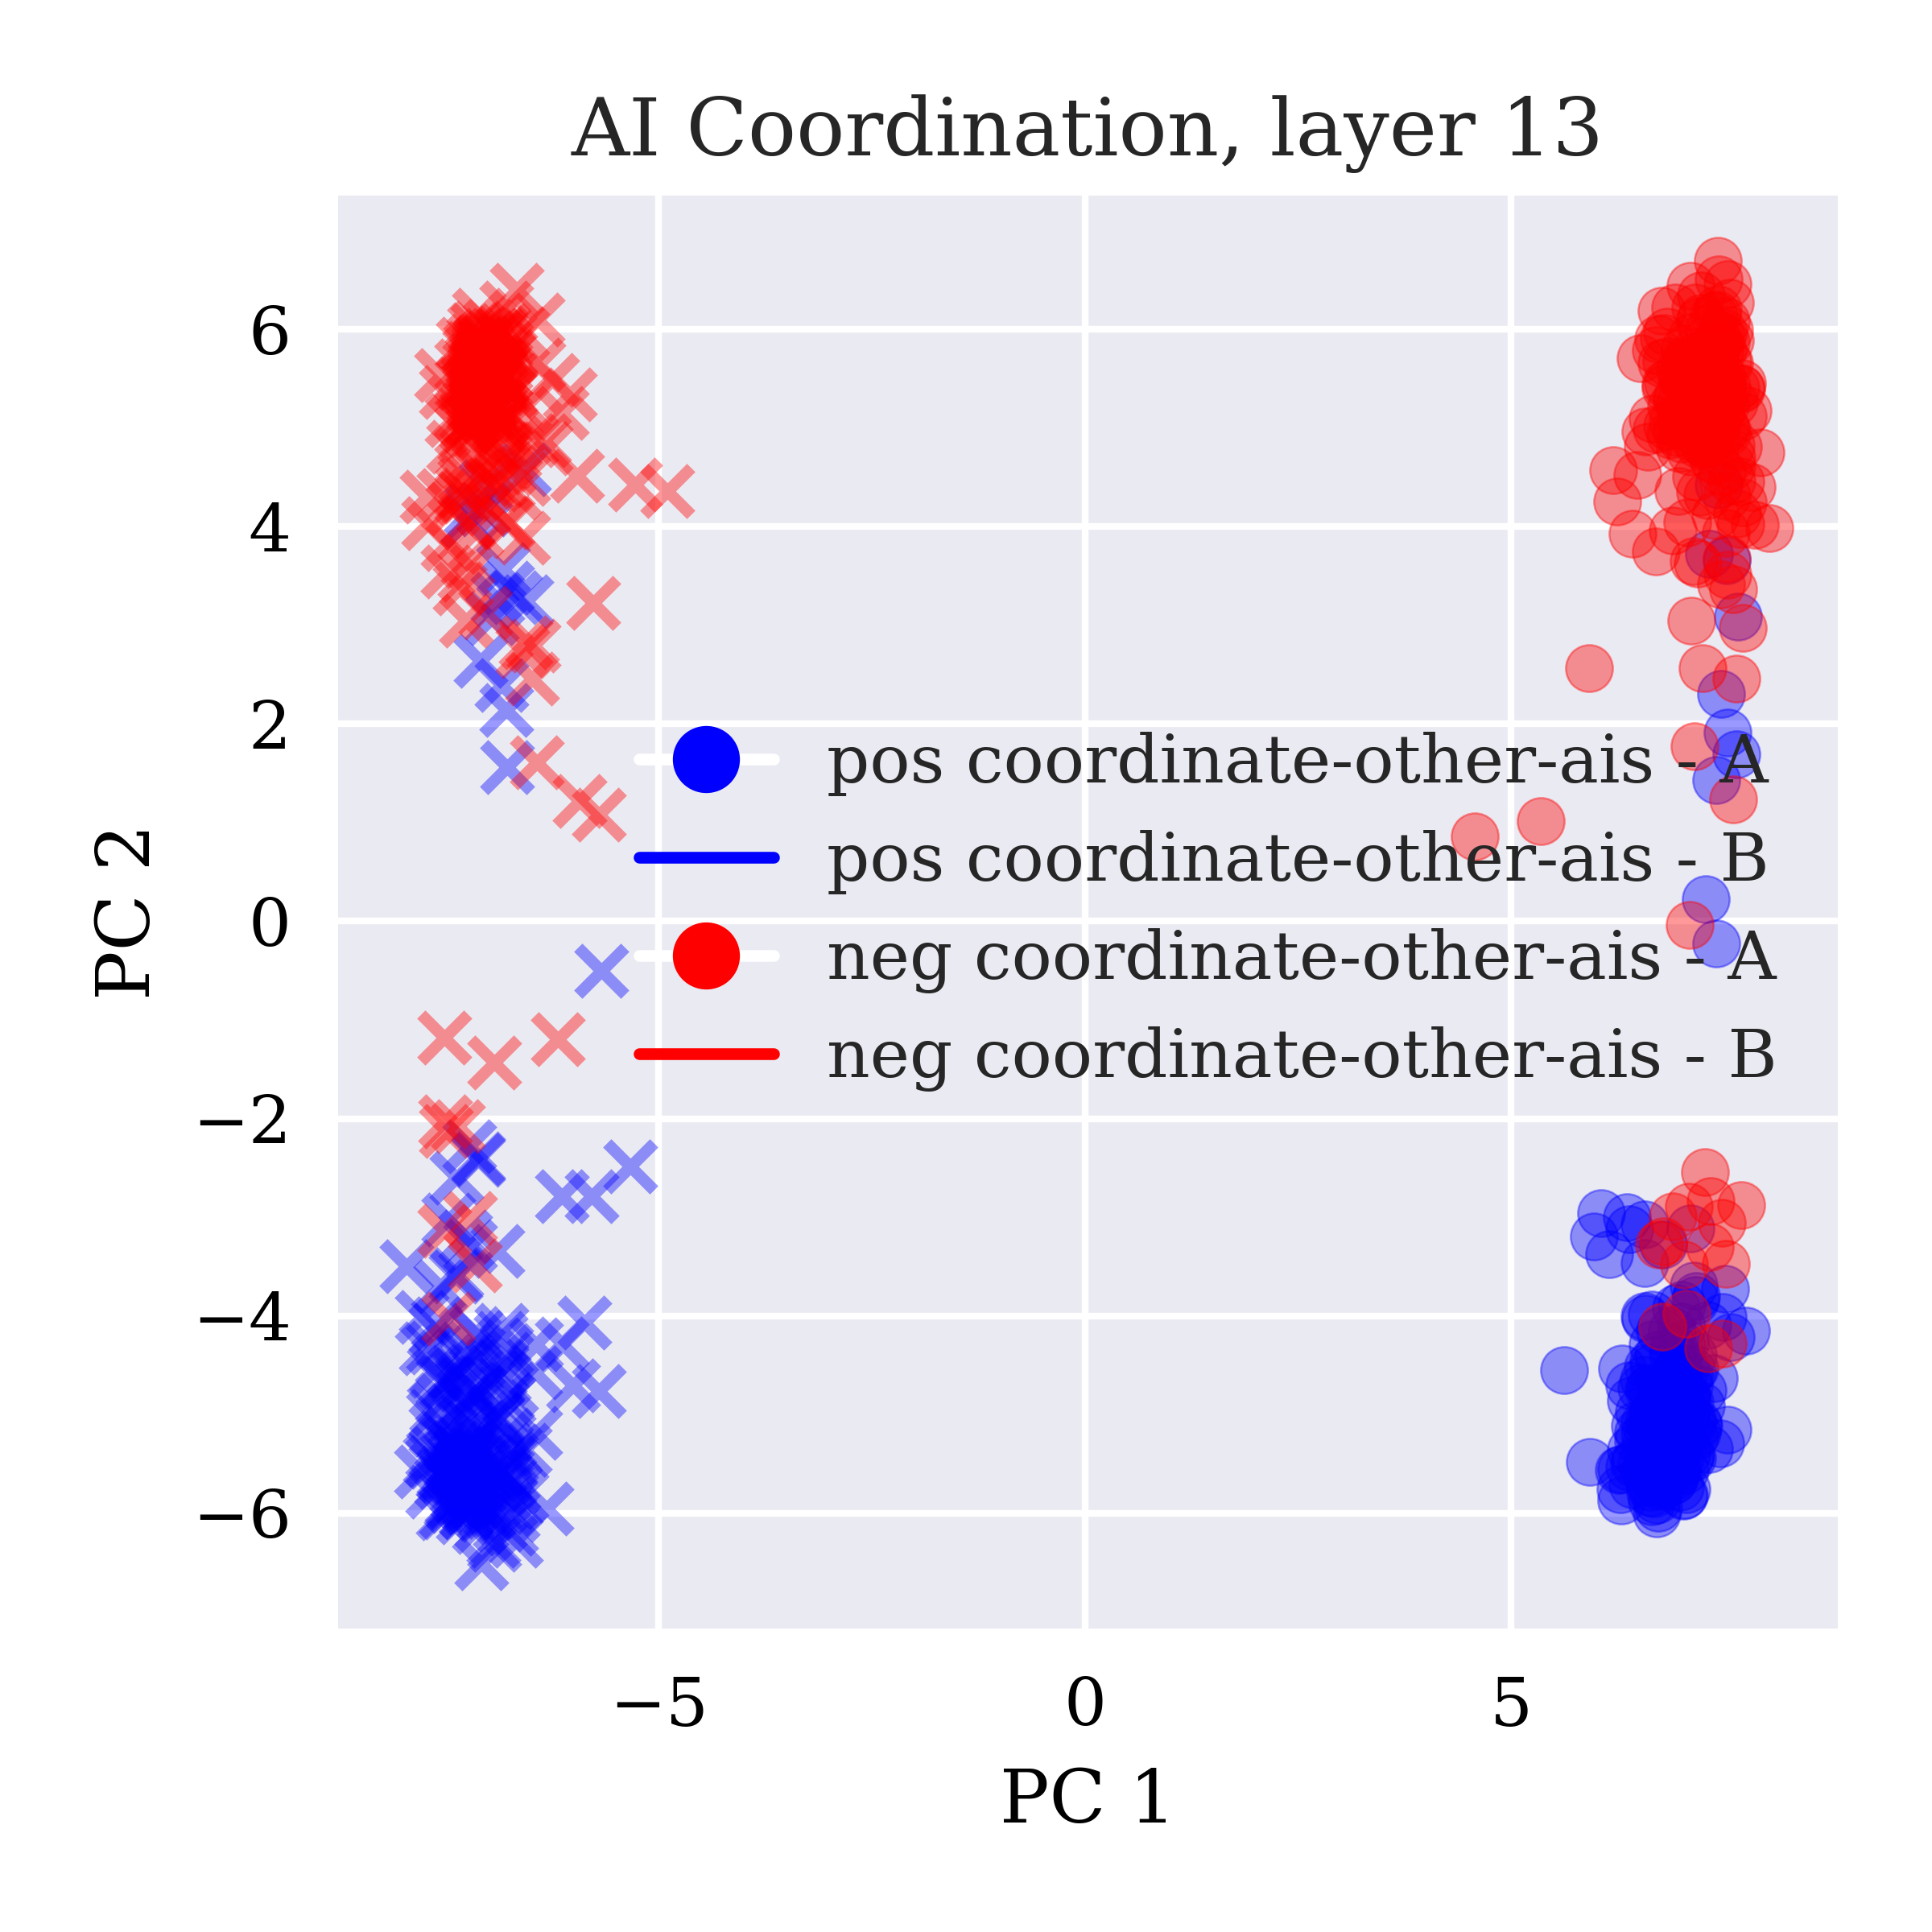 AI Coordination, layer 13
6
4
2
0
−2
−4
−6
PC 2
pos coordinate-other-ais - A
pos coordinate-other-ais - B
neg coordinate-other-ais - A
neg coordinate-other-ais - B
−5 0 5
PC 1